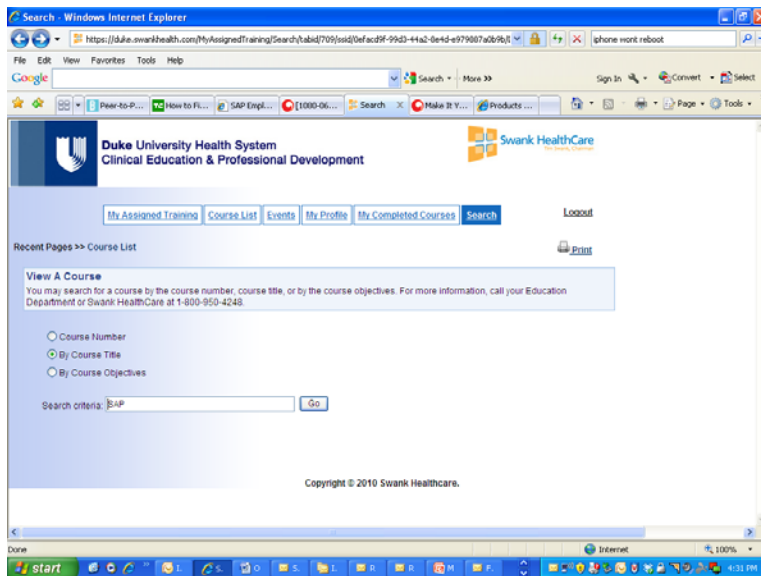 Search - Windows Internet Explorer
https://duke.swankhealth.com/MyAssignedTraining/Search/tabid/709/ssid/
iphone wont reboot
File Edit View Favorites Tools Help
Google Search More >> Sign In Convert Select
Peer-to-P... How to Fi... SAP Empl... [1000-06... Search Make It Y... Products ... Page Tools
Duke University Health System
Clinical Education & Professional Development
Swank HealthCare
My Assigned Training Course List Events My Profile My Completed Courses Search Logout
Recent Pages >> Course List Print
View A Course
You may search for a course by the course number, course title, or by the course objectives. For more information, call your Education
Department or Swank HealthCare at 1-800-950-4248.
Course Number
By Course Title
By Course Objectives
Search criteria: SAP Go
Copyright © 2010 Swank Healthcare.
Done Internet 100%
start 4:31 PM